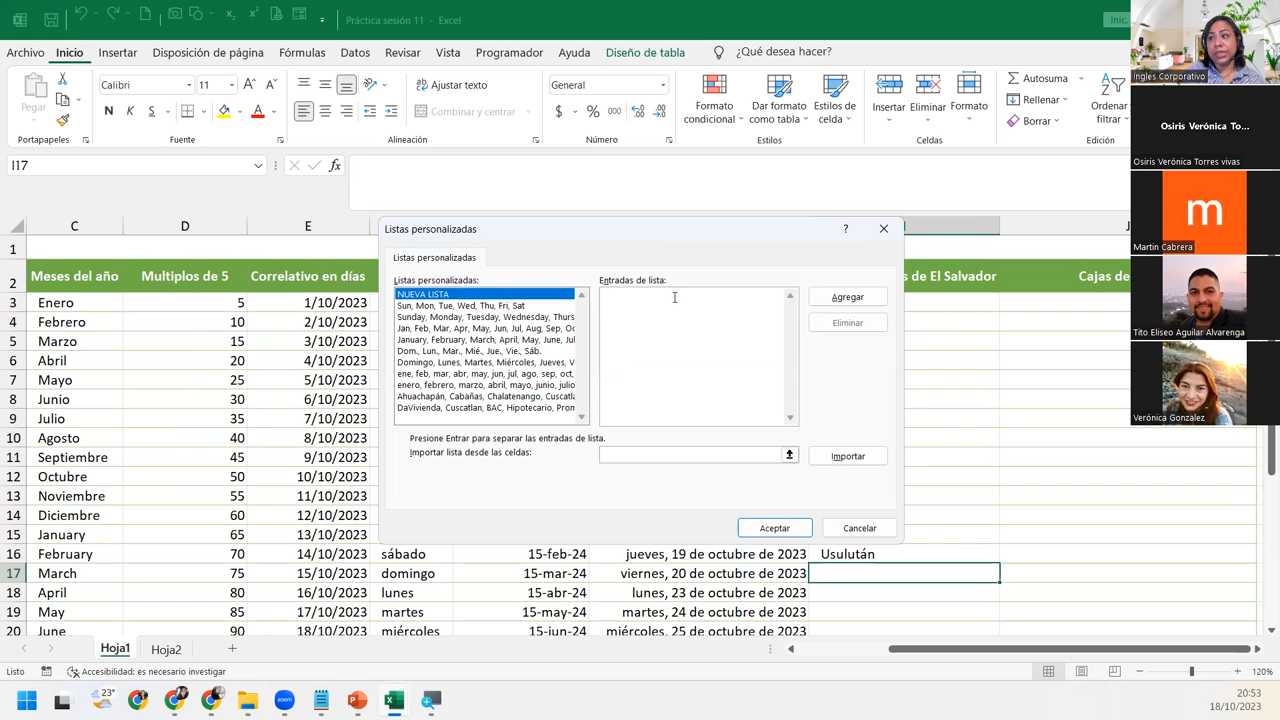 Práctica sesión 11 - Excel
Inic.
Archivo Inicio Insertar Disposición de página Fórmulas Datos Revisar Vista Programador Ayuda Diseño de tabla ¿Qué desea hacer?
Pegar
Calibri 11
N K S
A
Ajustar texto
Combinar y centrar
General
$ % 000
Formato condicional
Dar formato como tabla
Estilos de celda
Insertar
Eliminar
Formato
Autosuma
Rellenar
Borrar
Ordenar
filtrar
Portapapeles Fuente Alineación Número Estilos Celdas Edición
I17
fx
C D E J
1
2 Meses del año Multiplos de 5 Correlativo en días s de El Salvador Cajas de
3 Enero 5 1/10/2023
4 Febrero 10 2/10/2023
5 Marzo 15 3/10/2023
6 Abril 20 4/10/2023
7 Mayo 25 5/10/2023
8 Junio 30 6/10/2023
9 Julio 35 7/10/2023
10 Agosto 40 8/10/2023
11 Septiembre 45 9/10/2023
12 Octubre 50 10/10/2023
13 Noviembre 55 11/10/2023
14 Diciembre 60 12/10/2023
15 January 65 13/10/2023
16 February 70 14/10/2023 sábado 15-feb-24 jueves, 19 de octubre de 2023 Usulután
17 March 75 15/10/2023 domingo 15-mar-24 viernes, 20 de octubre de 2023
18 April 80 16/10/2023 lunes 15-abr-24 lunes, 23 de octubre de 2023
19 May 85 17/10/2023 martes 15-may-24 martes, 24 de octubre de 2023
20 June 90 18/10/2023 miércoles 15-jun-24 miércoles, 25 de octubre de 2023
Listas personalizadas
?
Listas personalizadas
Listas personalizadas:
NUEVA LISTA
Sun, Mon, Tue, Wed, Thu, Fri, Sat
Sunday, Monday, Tuesday, Wednesday, Thurs
Jan, Feb, Mar, Apr, May, Jun, Jul, Aug, Sep, Oc
January, February, March, April, May, June, Jul
Dom., Lun., Mar., Mié., Jue., Vie., Sáb.
Domingo, Lunes, Martes, Miércoles, Jueves, V
ene, feb, mar, abr, may, jun, jul, ago, sep, oct,
enero, febrero, marzo, abril, mayo, junio, julio
Ahuachapán, Cabañas, Chalatenango, Cuscatl
DaVivienda, Cuscatlan, BAC, Hipotecario, Prom
Entradas de lista:
Agregar
Eliminar
Presione Entrar para separar las entradas de lista.
Importar lista desde las celdas:
Importar
Aceptar
Cancelar
Ingles Corporativo
Osiris Verónica To...
Osiris Verónica Torres vivas
m
Martin Cabrera
Tito Eliseo Aguilar Alvarenga
Verónica Gonzalez
Hoja1 Hoja2
Listo
Accesibilidad: es necesario investigar
120%
23°
zoom
20:53
18/10/2023